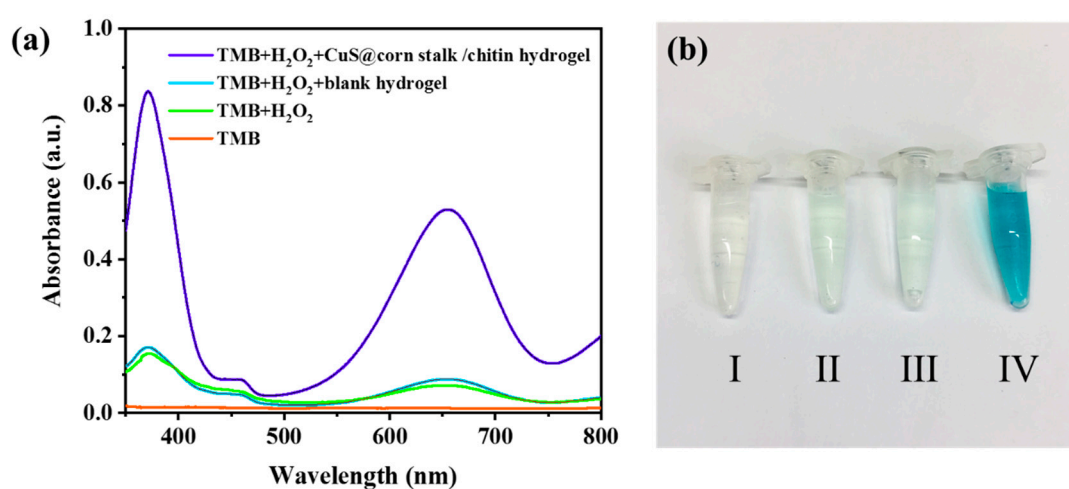 (a)
TMB+H₂O₂+CuS@corn stalk /chitin hydrogel
TMB+H₂O₂+blank hydrogel
TMB+H₂O₂
TMB
1.0
0.8
0.6
0.4
0.2
0.0
Absorbance (a.u.)
400
500
600
700
800
Wavelength (nm)
(b)
I II III IV